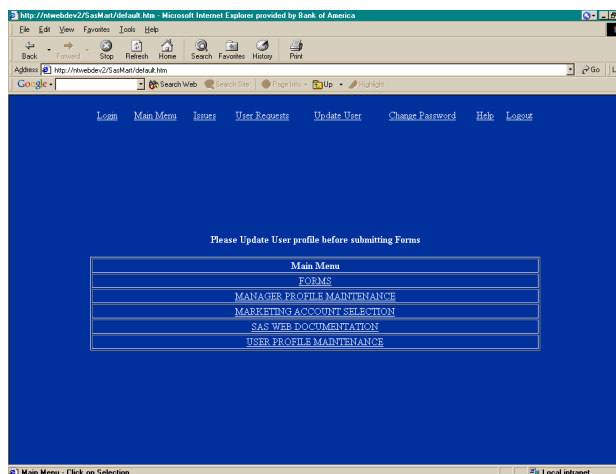 http://ntwebdev2/SasMart/default.htm - Microsoft Internet Explorer provided by Bank of America
File Edit View Favorites Tools Help
Back Forward Stop Refresh Home Search Favorites History Print
Address http://ntwebdev2/SasMart/default.htm Go
Google Search Web Search Site Page Info Up Highlight
Login Main Menu Issues User Requests Update User Change Password Help Logout
Please Update User profile before submitting Forms
Main Menu
FORMS
MANAGER PROFILE MAINTENANCE
MARKETING ACCOUNT SELECTION
SAS WEB DOCUMENTATION
USER PROFILE MAINTENANCE
Main Menu - Click on Selection Local intranet